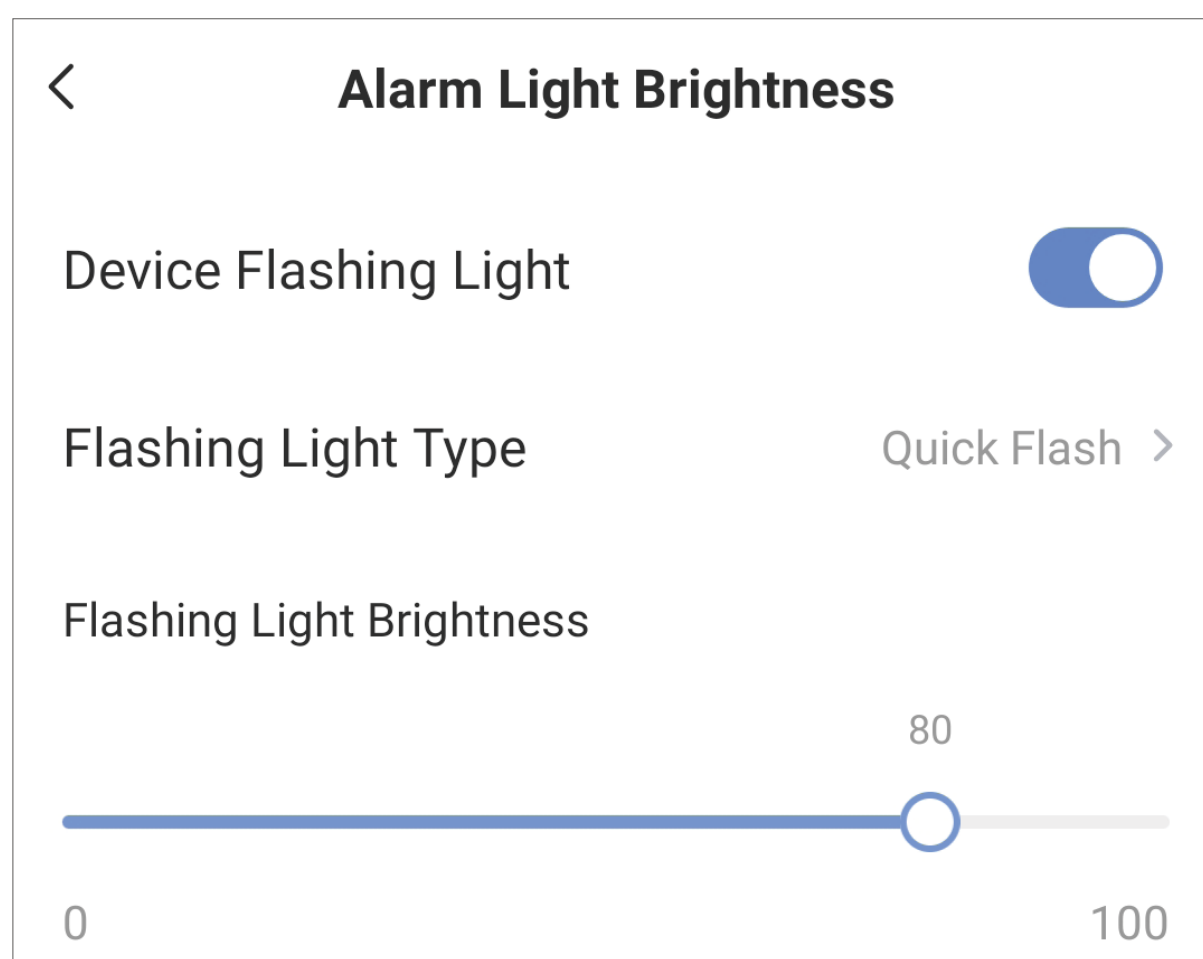 Alarm Light Brightness
Device Flashing Light
Flashing Light Type Quick Flash
Flashing Light Brightness
80
0 100